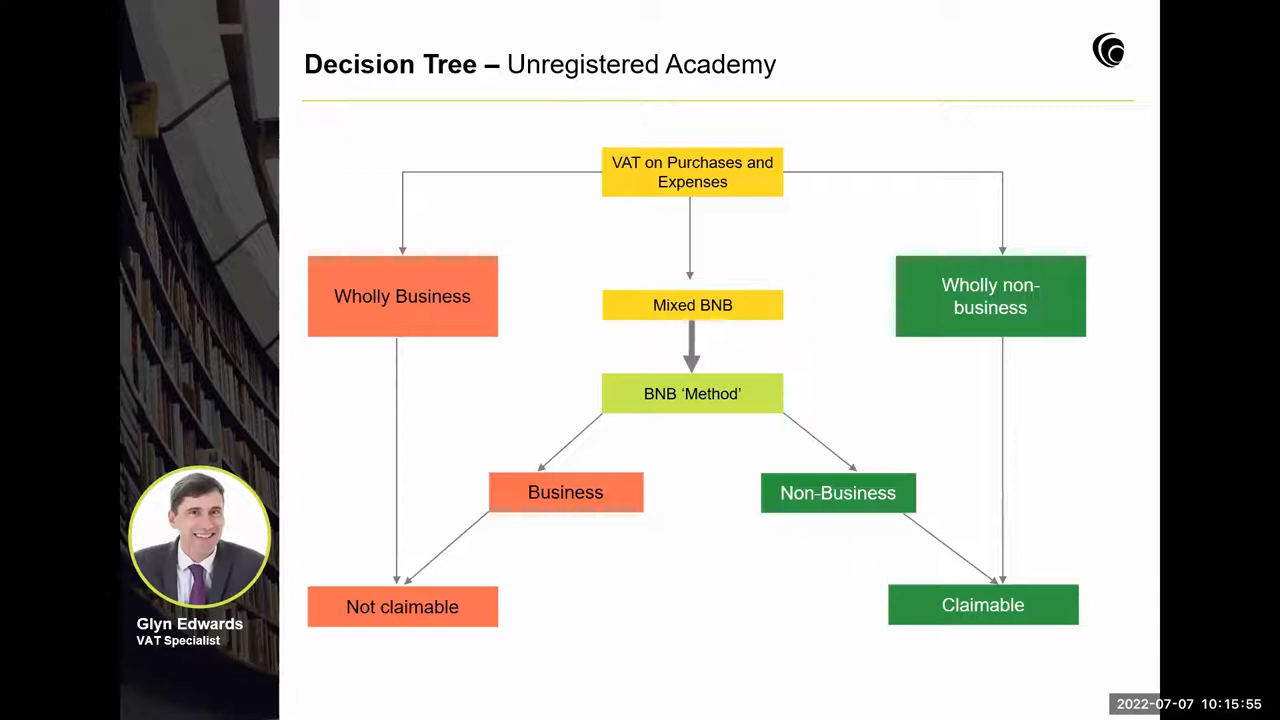 Decision Tree – Unregistered Academy
VAT on Purchases and
Expenses
Wholly Business
Mixed BNB
Wholly non-
business
BNB ‘Method’
Business
Non-Business
Not claimable
Claimable
Glyn Edwards
VAT Specialist
2022-07-07 10:15:55